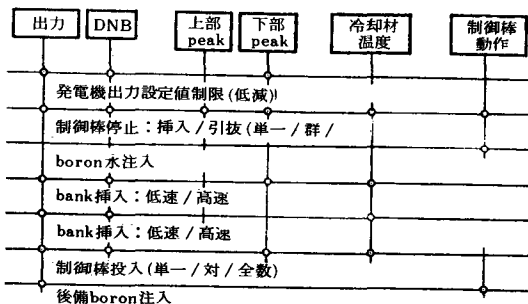 出力 DNB 上部 peak 下部 peak 冷却材 温度 制御棒 動作
発電機出力設定値制限(低減)
制御棒停止:挿入/引抜(単一/群/
boron水注入
bank挿入:低速/高速
bank挿入:低速/高速
制御棒投入(単一/対/全数)
後備boron注入